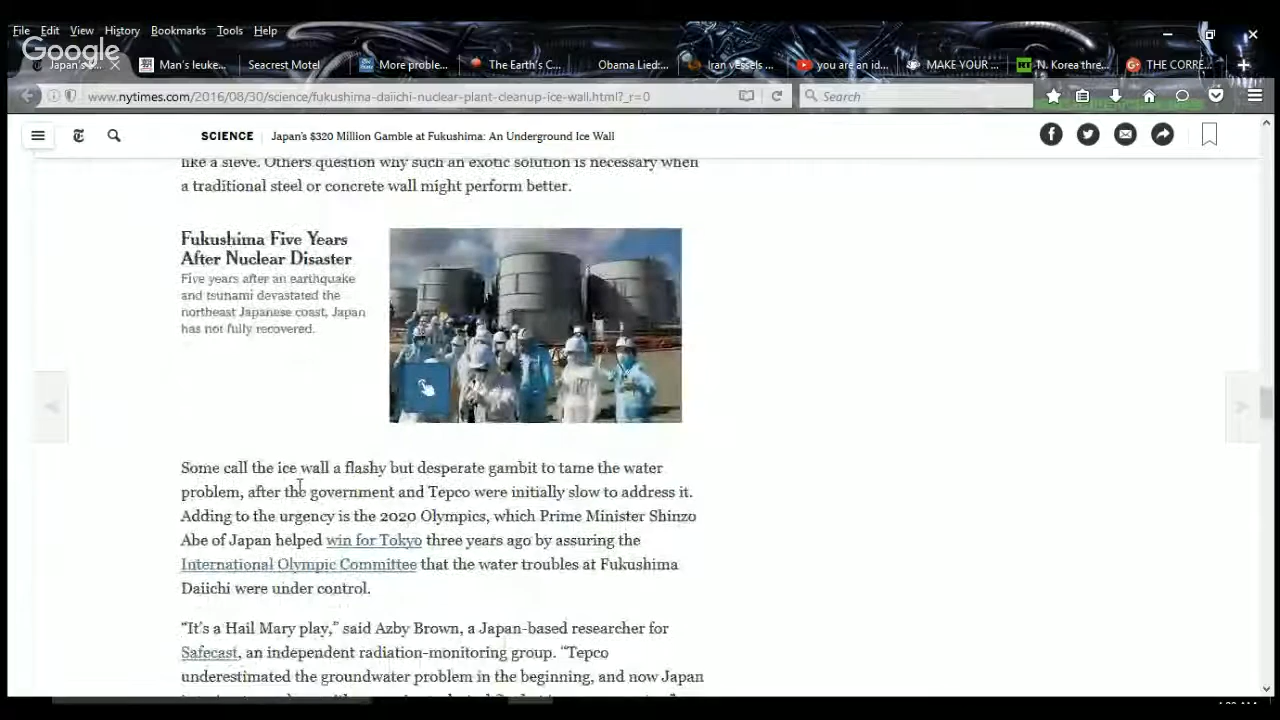 File Edit View History Bookmarks Tools Help
Google
Japan's $
Man's leuke...
Seacrest Motel
More proble...
The Earth's C...
Obama Lied:...
Iran vessels ...
you are an id...
MAKE YOUR ...
N. Korea thre...
THE CORRE...
www.nytimes.com/2016/08/30/science/fukushima-daiichi-nuclear-plant-cleanup-ice-wall.html?_r=0
Search
SCIENCE | Japan's $320 Million Gamble at Fukushima: An Underground Ice Wall
like a sieve. Others question why such an exotic solution is necessary when
a traditional steel or concrete wall might perform better.
Fukushima Five Years
After Nuclear Disaster
Five years after an earthquake
and tsunami devastated the
northeast Japanese coast, Japan
has not fully recovered.
Some call the ice wall a flashy but desperate gambit to tame the water
problem, after the government and Tepco were initially slow to address it.
Adding to the urgency is the 2020 Olympics, which Prime Minister Shinzo
Abe of Japan helped win for Tokyo three years ago by assuring the
International Olympic Committee that the water troubles at Fukushima
Daiichi were under control.
“It's a Hail Mary play,” said Azby Brown, a Japan-based researcher for
Safecast, an independent radiation-monitoring group. “Tepco
underestimated the groundwater problem in the beginning, and now Japan